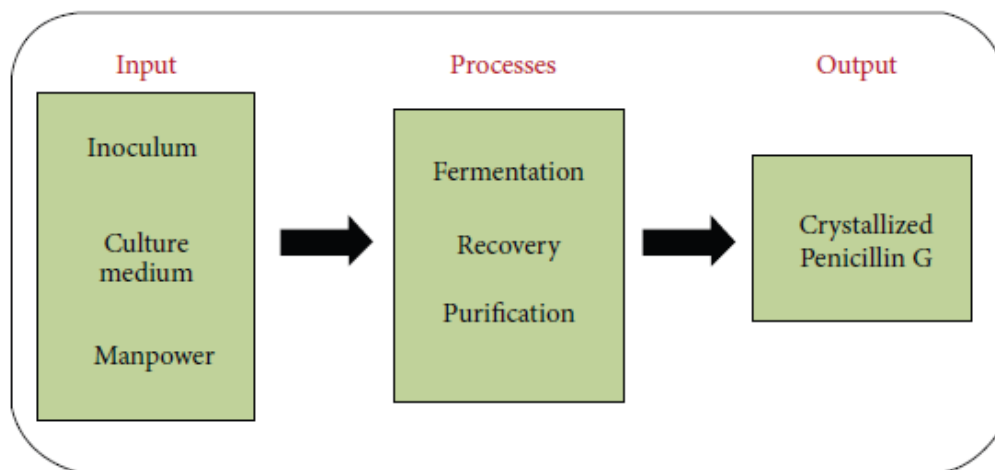 Input
Inoculum
Culture
medium
Manpower
Processes
Fermentation
Recovery
Purification
Output
Crystallized
Penicillin G